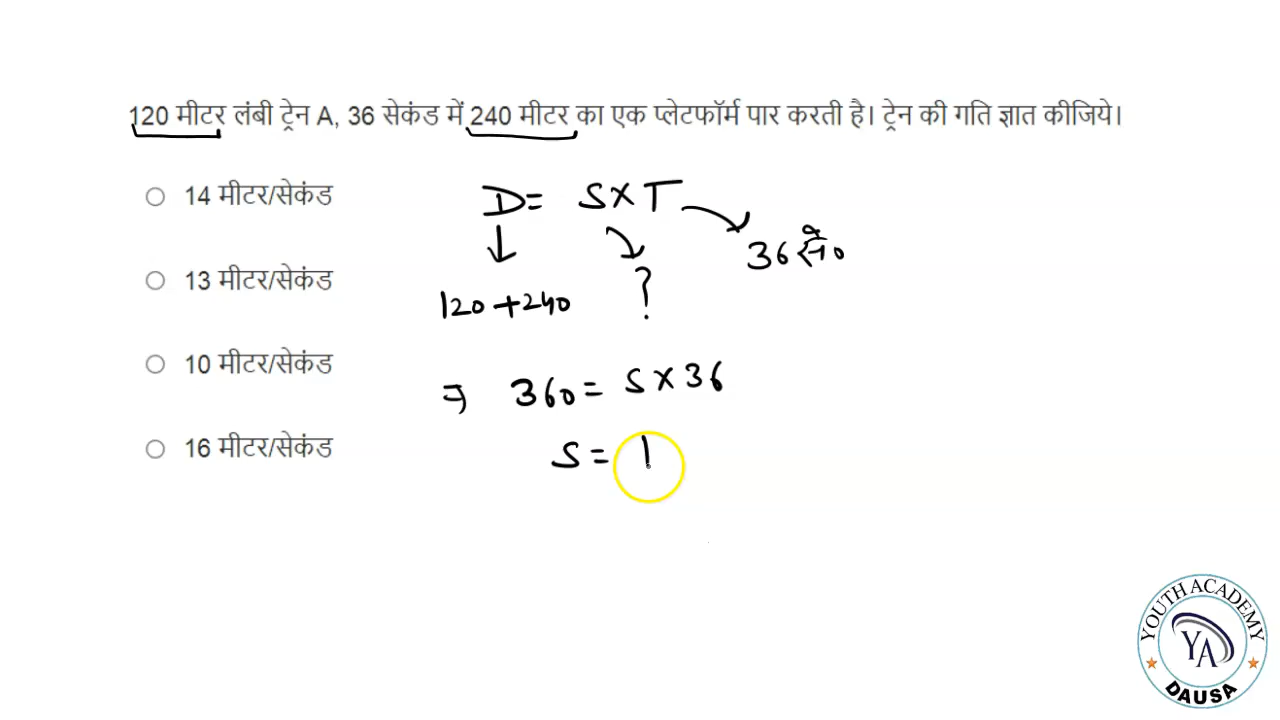 120 मीटर लंबी ट्रेन A, 36 सेकंड में 240 मीटर का एक प्लेटफॉर्म पार करती है। ट्रेन की गति ज्ञात कीजिये।
14 मीटर/सेकंड
D= S×T
36 से०
13 मीटर/सेकंड
120+240 ?
10 मीटर/सेकंड
⇒ 360= S×36
16 मीटर/सेकंड
S= 1
YOUTH ACADEMY
YA
DAUSA